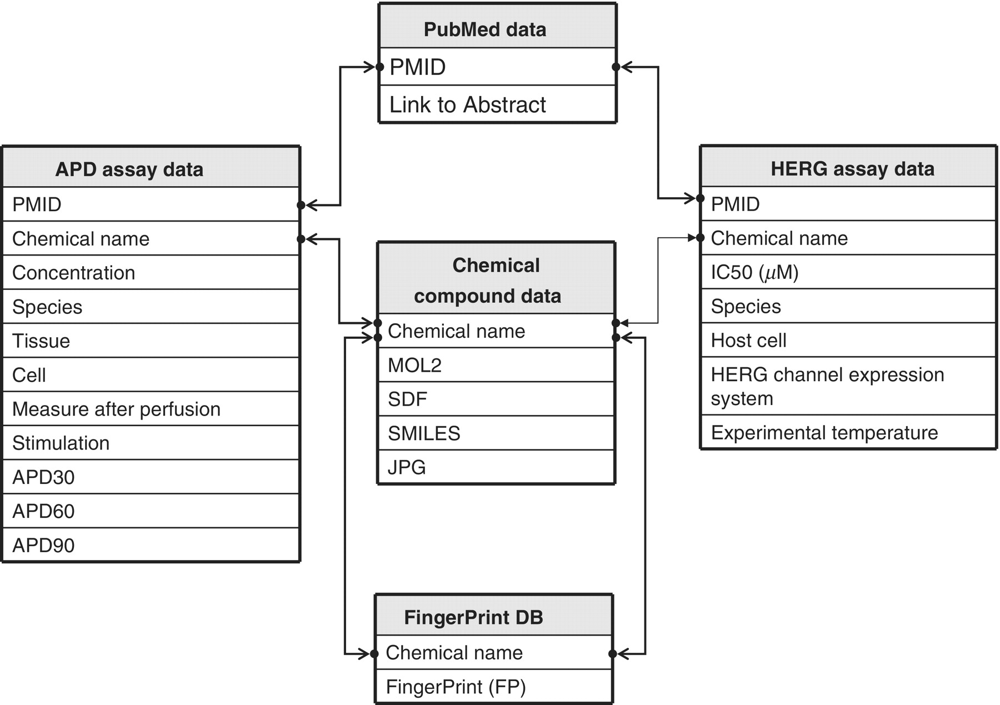 PubMed data
PMID
Link to Abstract
APD assay data
PMID
Chemical name
Concentration
Species
Tissue
Cell
Measure after perfusion
Stimulation
APD30
APD60
APD90
Chemical
compound data
Chemical name
MOL2
SDF
SMILES
JPG
HERG assay data
PMID
Chemical name
IC50 (μM)
Species
Host cell
HERG channel expression
system
Experimental temperature
FingerPrint DB
Chemical name
FingerPrint (FP)